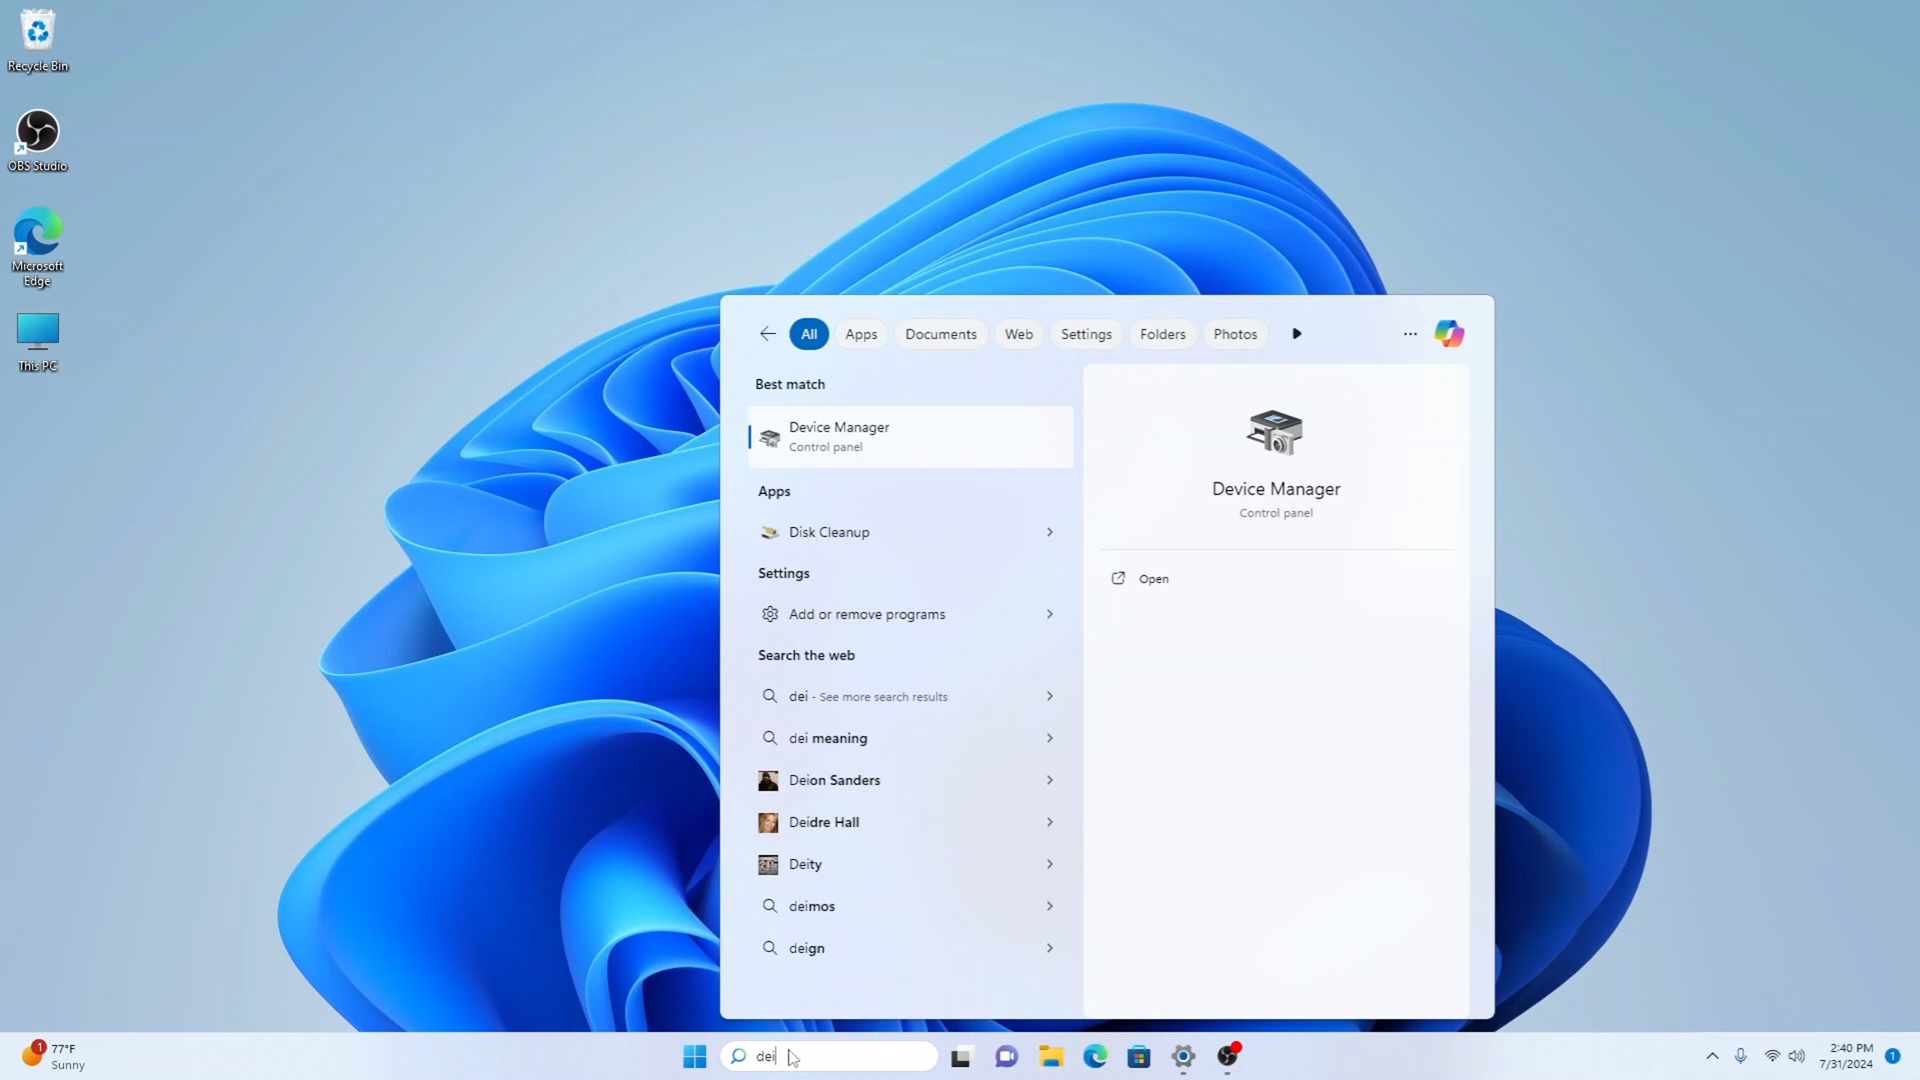 Recycle Bin
OBS Studio
Microsoft
Edge
This PC
All
Apps
Documents
Web
Settings
Folders
Photos
Best match
Device Manager
Control panel
Apps
Disk Cleanup
Settings
Add or remove programs
Search the web
dei - See more search results
dei meaning
Deion Sanders
Deidre Hall
Deity
deimos
deign
Device Manager
Control panel
Open
1
77°F
Sunny
dei
2:40 PM
7/31/2024
1